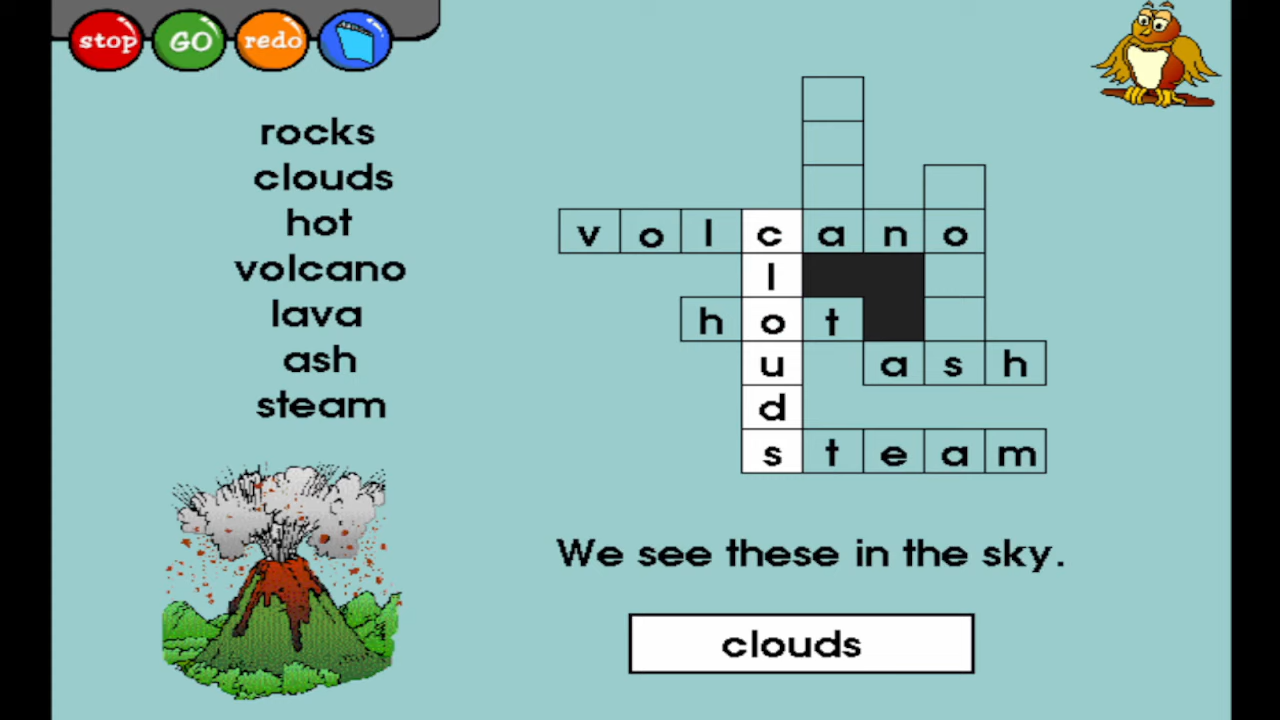 stop GO redo
rocks
clouds
hot
volcano
lava
ash
steam
v o l c a n o
l
h o t
u a s h
d
s t e a m
We see these in the sky.
clouds